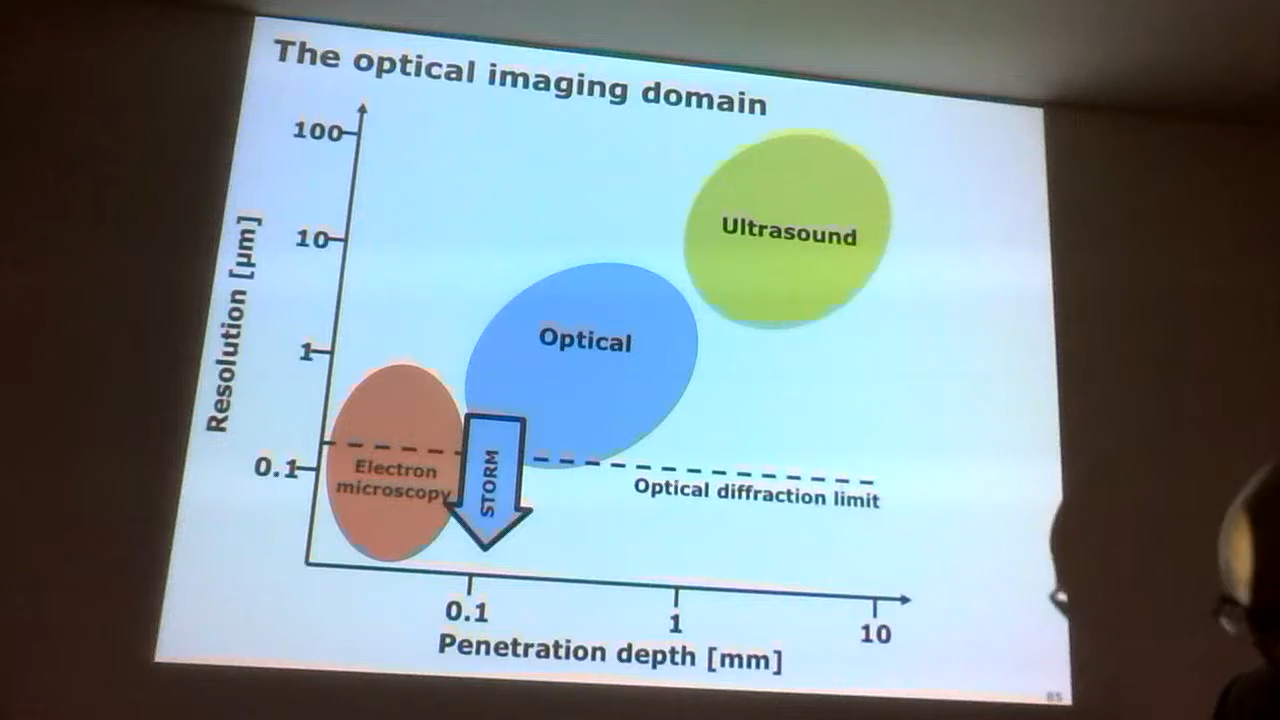 The optical imaging domain
100
10
1
0.1
Resolution [µm]
Ultrasound
Optical
Electron
microscopy
STORM
Optical diffraction limit
0.1
1
10
Penetration depth [mm]
85